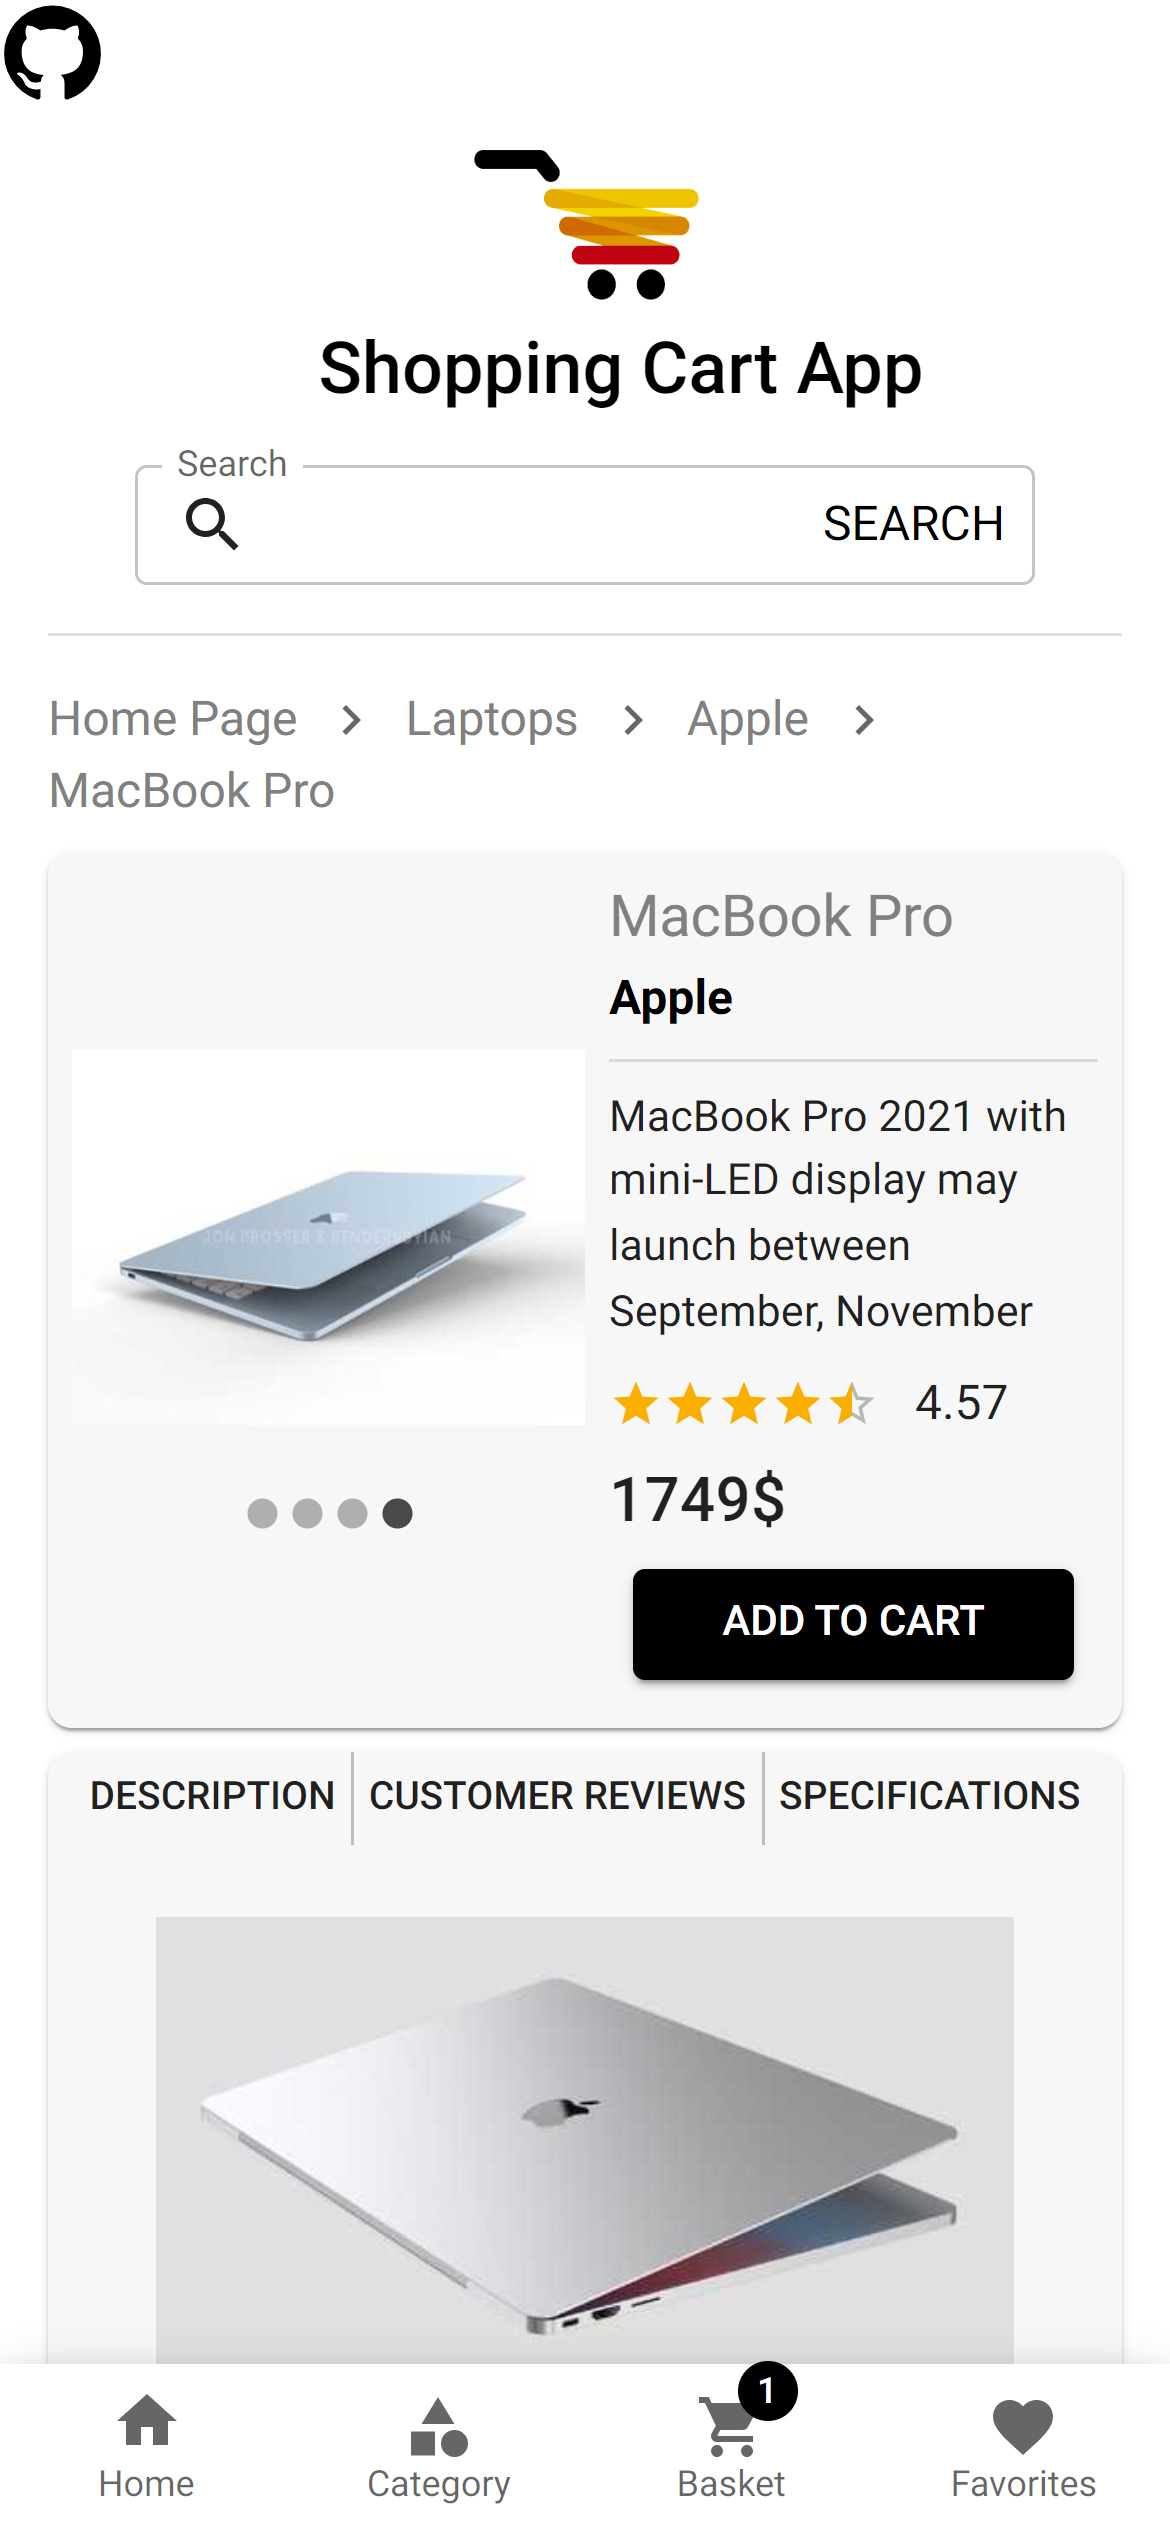 Shopping Cart App
Search
SEARCH
Home Page > Laptops > Apple >
MacBook Pro
MacBook Pro
Apple
MacBook Pro 2021 with
mini-LED display may
launch between
September, November
4.57
1749$
ADD TO CART
JON PROSSER X
DESCRIPTION CUSTOMER REVIEWS SPECIFICATIONS
1
Home Category Basket Favorites